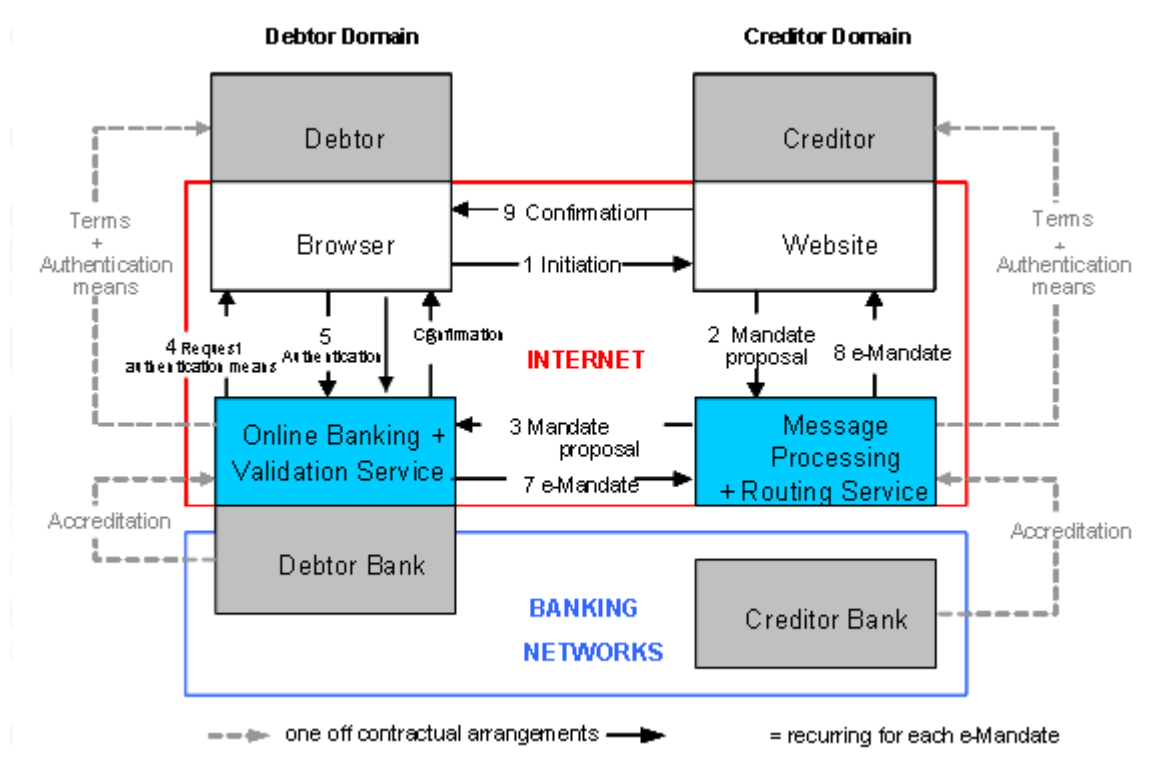 Debtor Domain
Creditor Domain
Debtor
Creditor
Terms
+
Authentication
means
Browser
9 Confirmation
1 Initiation
Website
Terms
+
Authentication
means
4 Request
authentication means
5
Authentication
Confirmation
INTERNET
2 Mandate
proposal
8 e-Mandate
Online Banking +
Validation Service
3 Mandate
proposal
7 e-Mandate
Message
Processing
+ Routing Service
Accreditation
Accreditation
Debtor Bank
BANKING
NETWORKS
Creditor Bank
one off contractual arrangements
= recurring for each e-Mandate